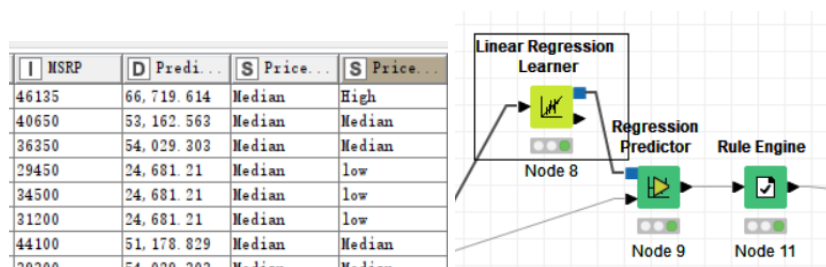 I MSRP D Predi... S Price... S Price...
46135 66,719.614 Median High
40650 53,162.563 Median Median
36350 54,029.303 Median Median
29450 24,681.21 Median low
34500 24,681.21 Median low
31200 24,681.21 Median low
44100 51,178.829 Median Median
Linear Regression
Learner
Node 8
Regression
Predictor
Node 9
Rule Engine
Node 11